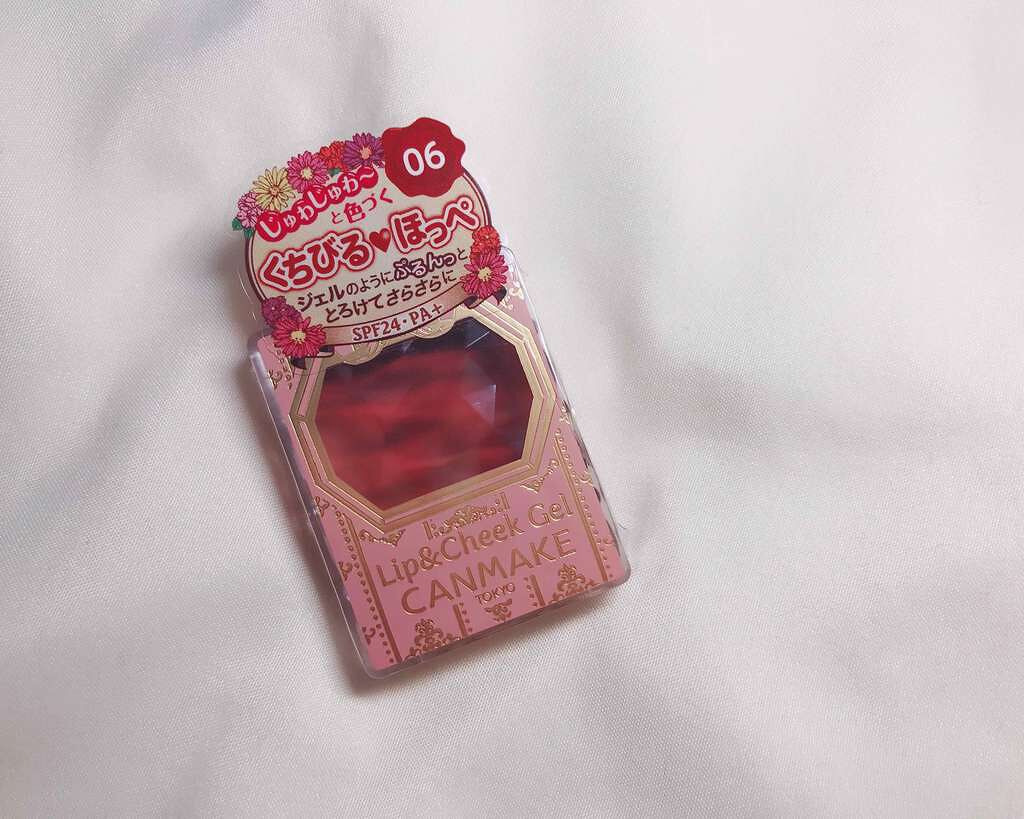 06
じゅわじゅわ～
と色づく
くちびる♥ほっぺ
ジェルのようにぷるんっと
とろけてさらさらに
SPF24・PA+
Lip&Cheek Gel
CANMAKE
TOKYO